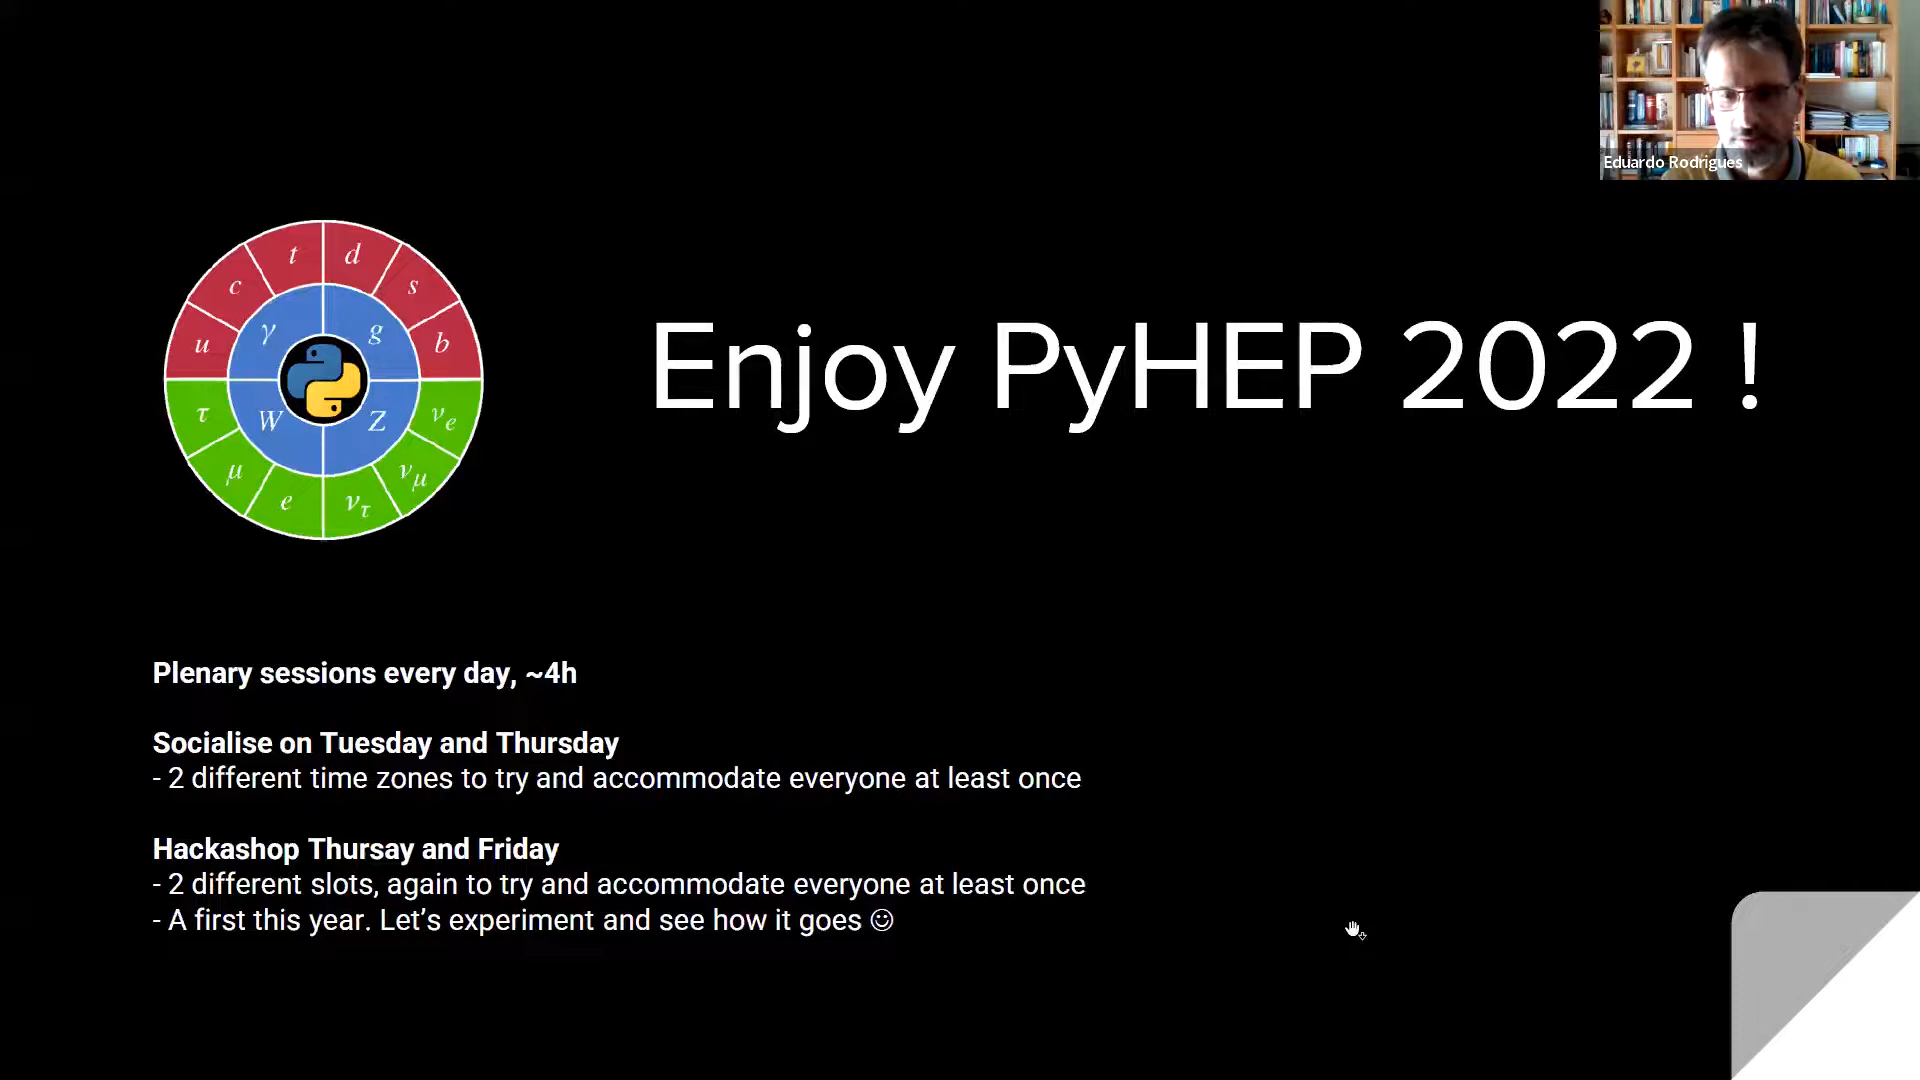 Eduardo Rodrigues
t d
c s
γ g
u b
τ W Z νe
μ νμ
e ντ
Enjoy PyHEP 2022 !
Plenary sessions every day, ~4h
Socialise on Tuesday and Thursday
- 2 different time zones to try and accommodate everyone at least once
Hackashop Thursay and Friday
- 2 different slots, again to try and accommodate everyone at least once
- A first this year. Let’s experiment and see how it goes ☺